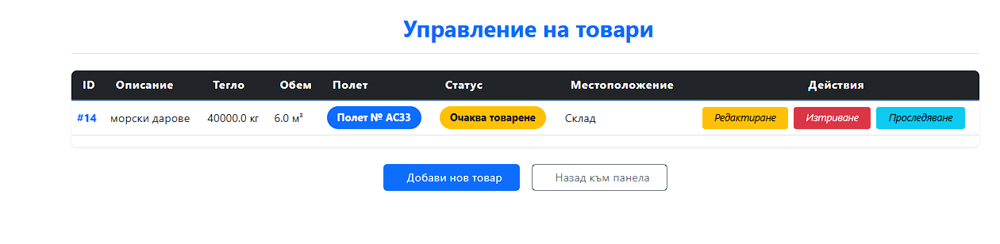 Управление на товари
ID Описание Тегло Обем Полет Статус Местоположение Действия
#14 морски дарове 40000.0 кг 6.0 м³ Полет № AC33 Очаква товарене Склад Редактиране Изтриване Проследяване
Добави нов товар Назад към панела